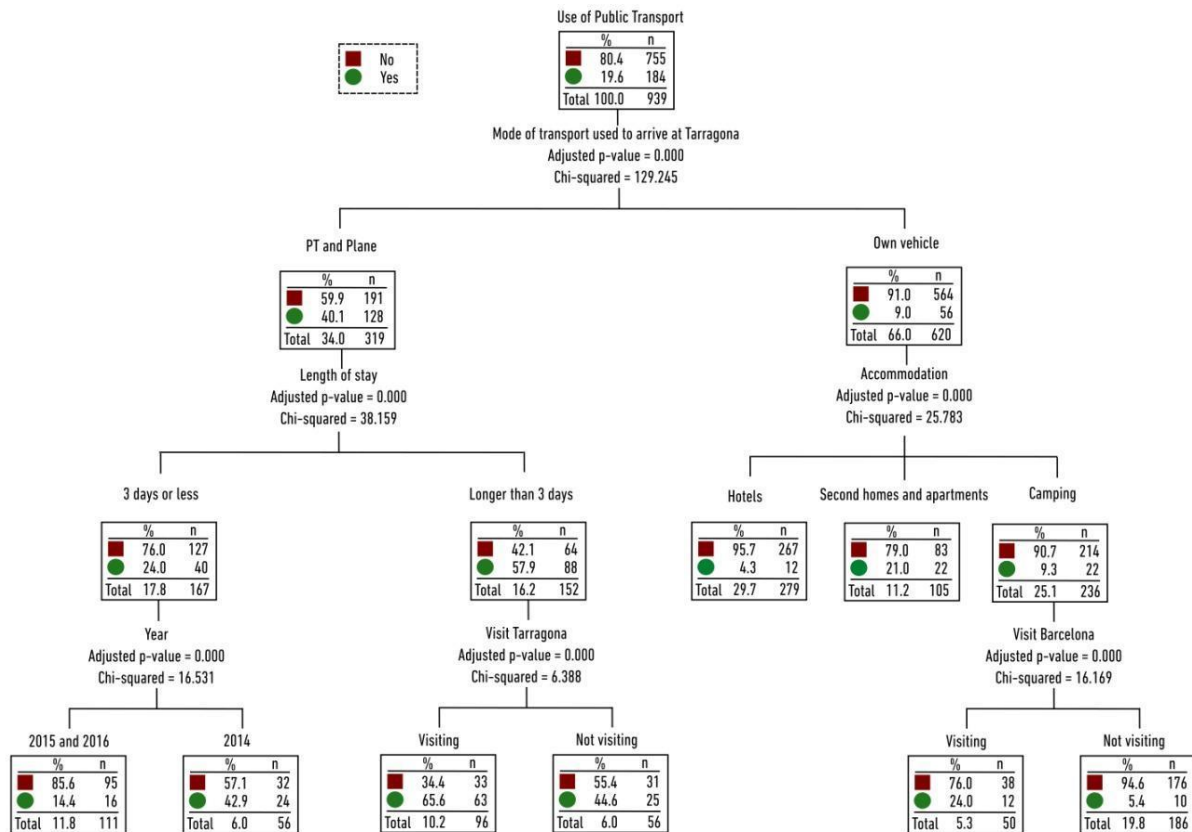 Use of Public Transport
% n
No 80.4 755
Yes 19.6 184
Total 100.0 939
Mode of transport used to arrive at Tarragona
Adjusted p-value = 0.000
Chi-squared = 129.245
PT and Plane Own vehicle
% n % n
59.9 191 91.0 564
40.1 128 9.0 56
Total 34.0 319 Total 66.0 620
Length of stay Accommodation
Adjusted p-value = 0.000 Adjusted p-value = 0.000
Chi-squared = 38.159 Chi-squared = 25.783
3 days or less Longer than 3 days Hotels Second homes and apartments Camping
% n % n % n % n % n
76.0 127 42.1 64 95.7 267 79.0 83 90.7 214
24.0 40 57.9 88 4.3 12 21.0 22 9.3 22
Total 17.8 167 Total 16.2 152 Total 29.7 279 Total 11.2 105 Total 25.1 236
Year Visit Tarragona Visit Barcelona
Adjusted p-value = 0.000 Adjusted p-value = 0.000 Adjusted p-value = 0.000
Chi-squared = 16.531 Chi-squared = 6.388 Chi-squared = 16.169
2015 and 2016 2014 Visiting Not visiting Visiting Not visiting
% n % n % n % n % n % n
85.6 95 57.1 32 34.4 33 55.4 31 76.0 38 94.6 176
14.4 16 42.9 24 65.6 63 44.6 25 24.0 12 5.4 10
Total 11.8 111 Total 6.0 56 Total 10.2 96 Total 6.0 56 Total 5.3 50 Total 19.8 186